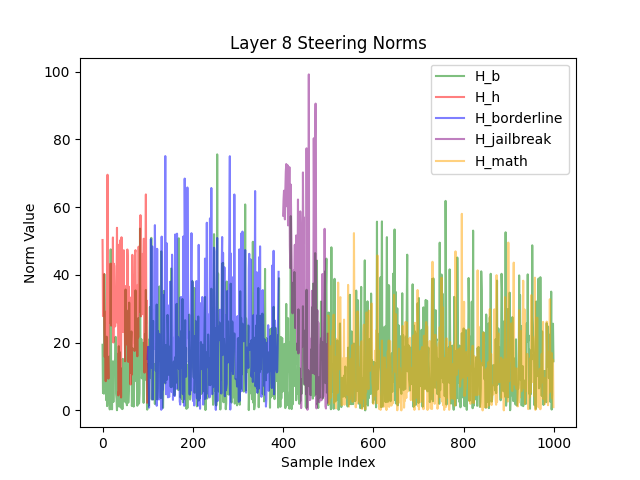 Layer 8 Steering Norms
H_b
H_h
H_borderline
H_jailbreak
H_math
Norm Value
100
80
60
40
20
0
0 200 400 600 800 1000
Sample Index